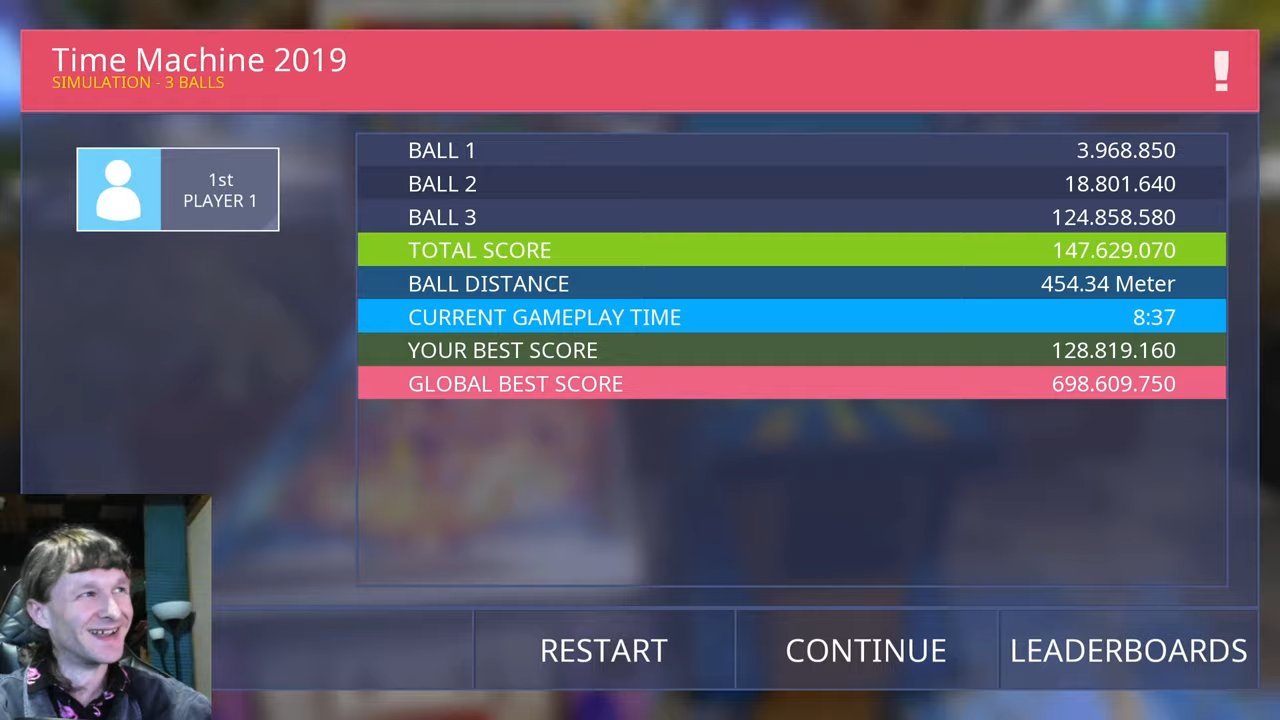 Time Machine 2019
SIMULATION - 3 BALLS
!
1st
PLAYER 1
BALL 1 3.968.850
BALL 2 18.801.640
BALL 3 124.858.580
TOTAL SCORE 147.629.070
BALL DISTANCE 454.34 Meter
CURRENT GAMEPLAY TIME 8:37
YOUR BEST SCORE 128.819.160
GLOBAL BEST SCORE 698.609.750
RESTART CONTINUE LEADERBOARDS